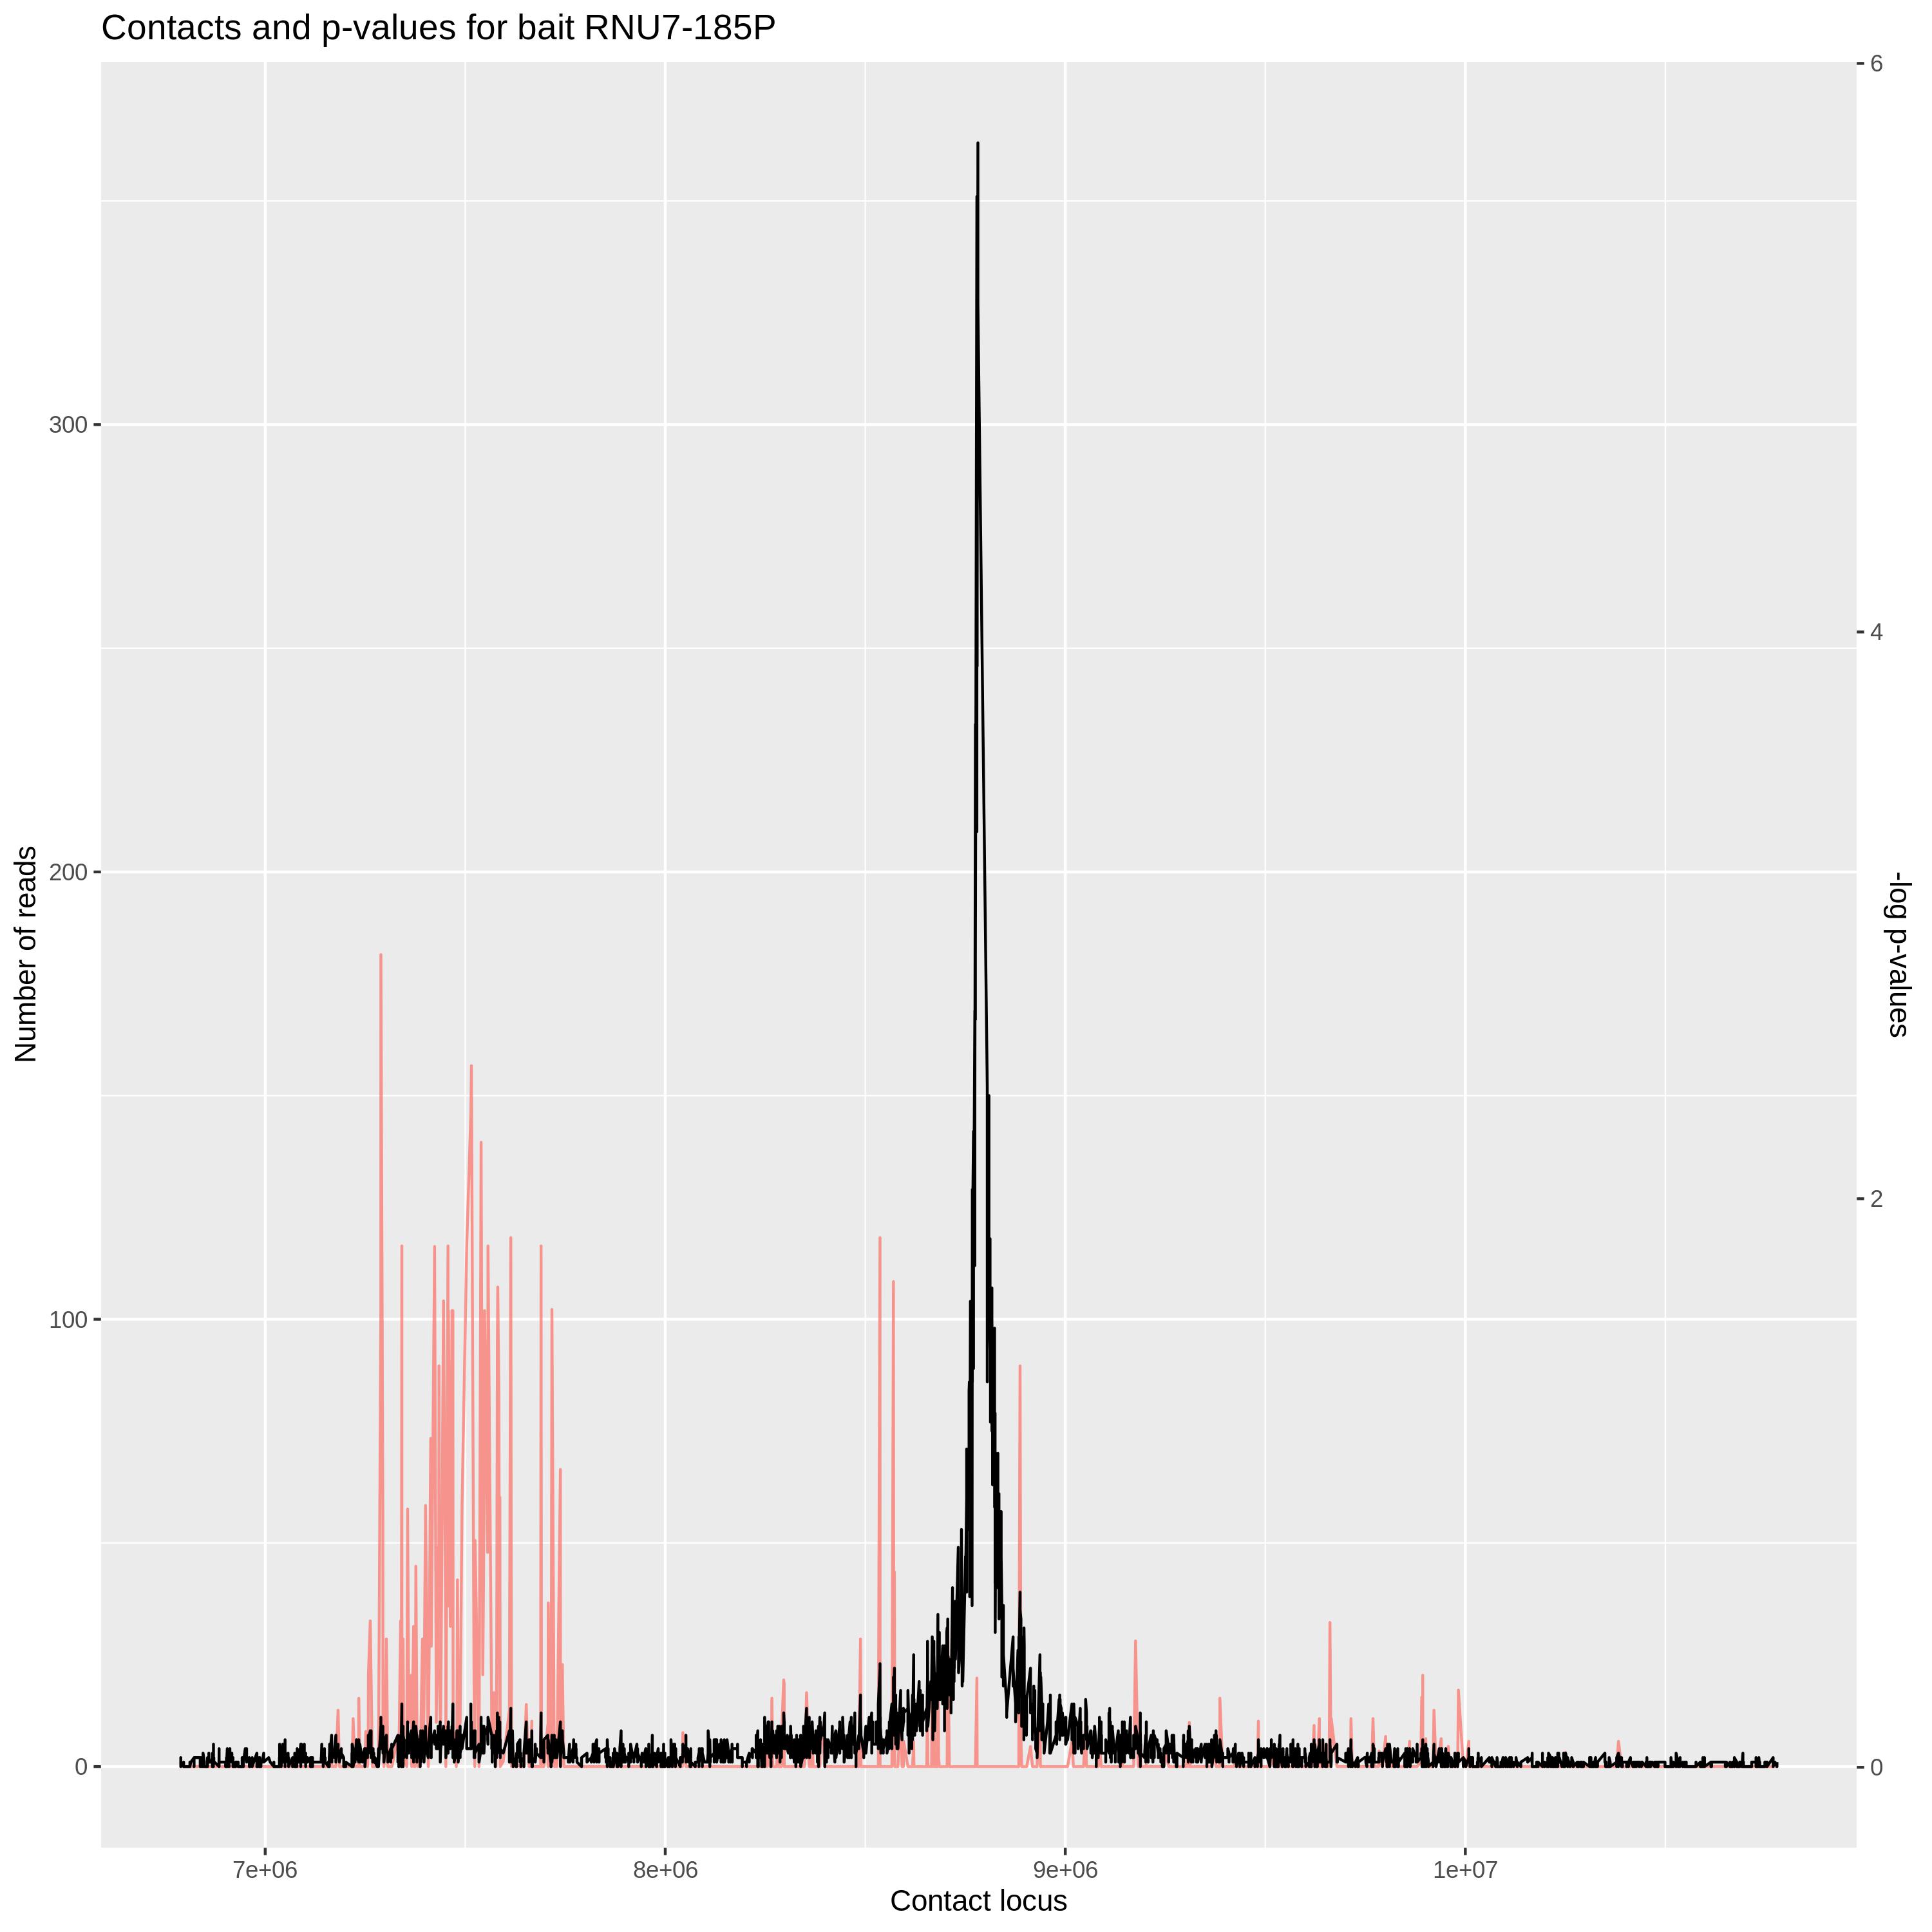 Contacts and p-values for bait RNU7-185P
Number of reads
300
200
100
0
6
4
2
0
-log p-values
7e+06
8e+06
9e+06
1e+07
Contact locus